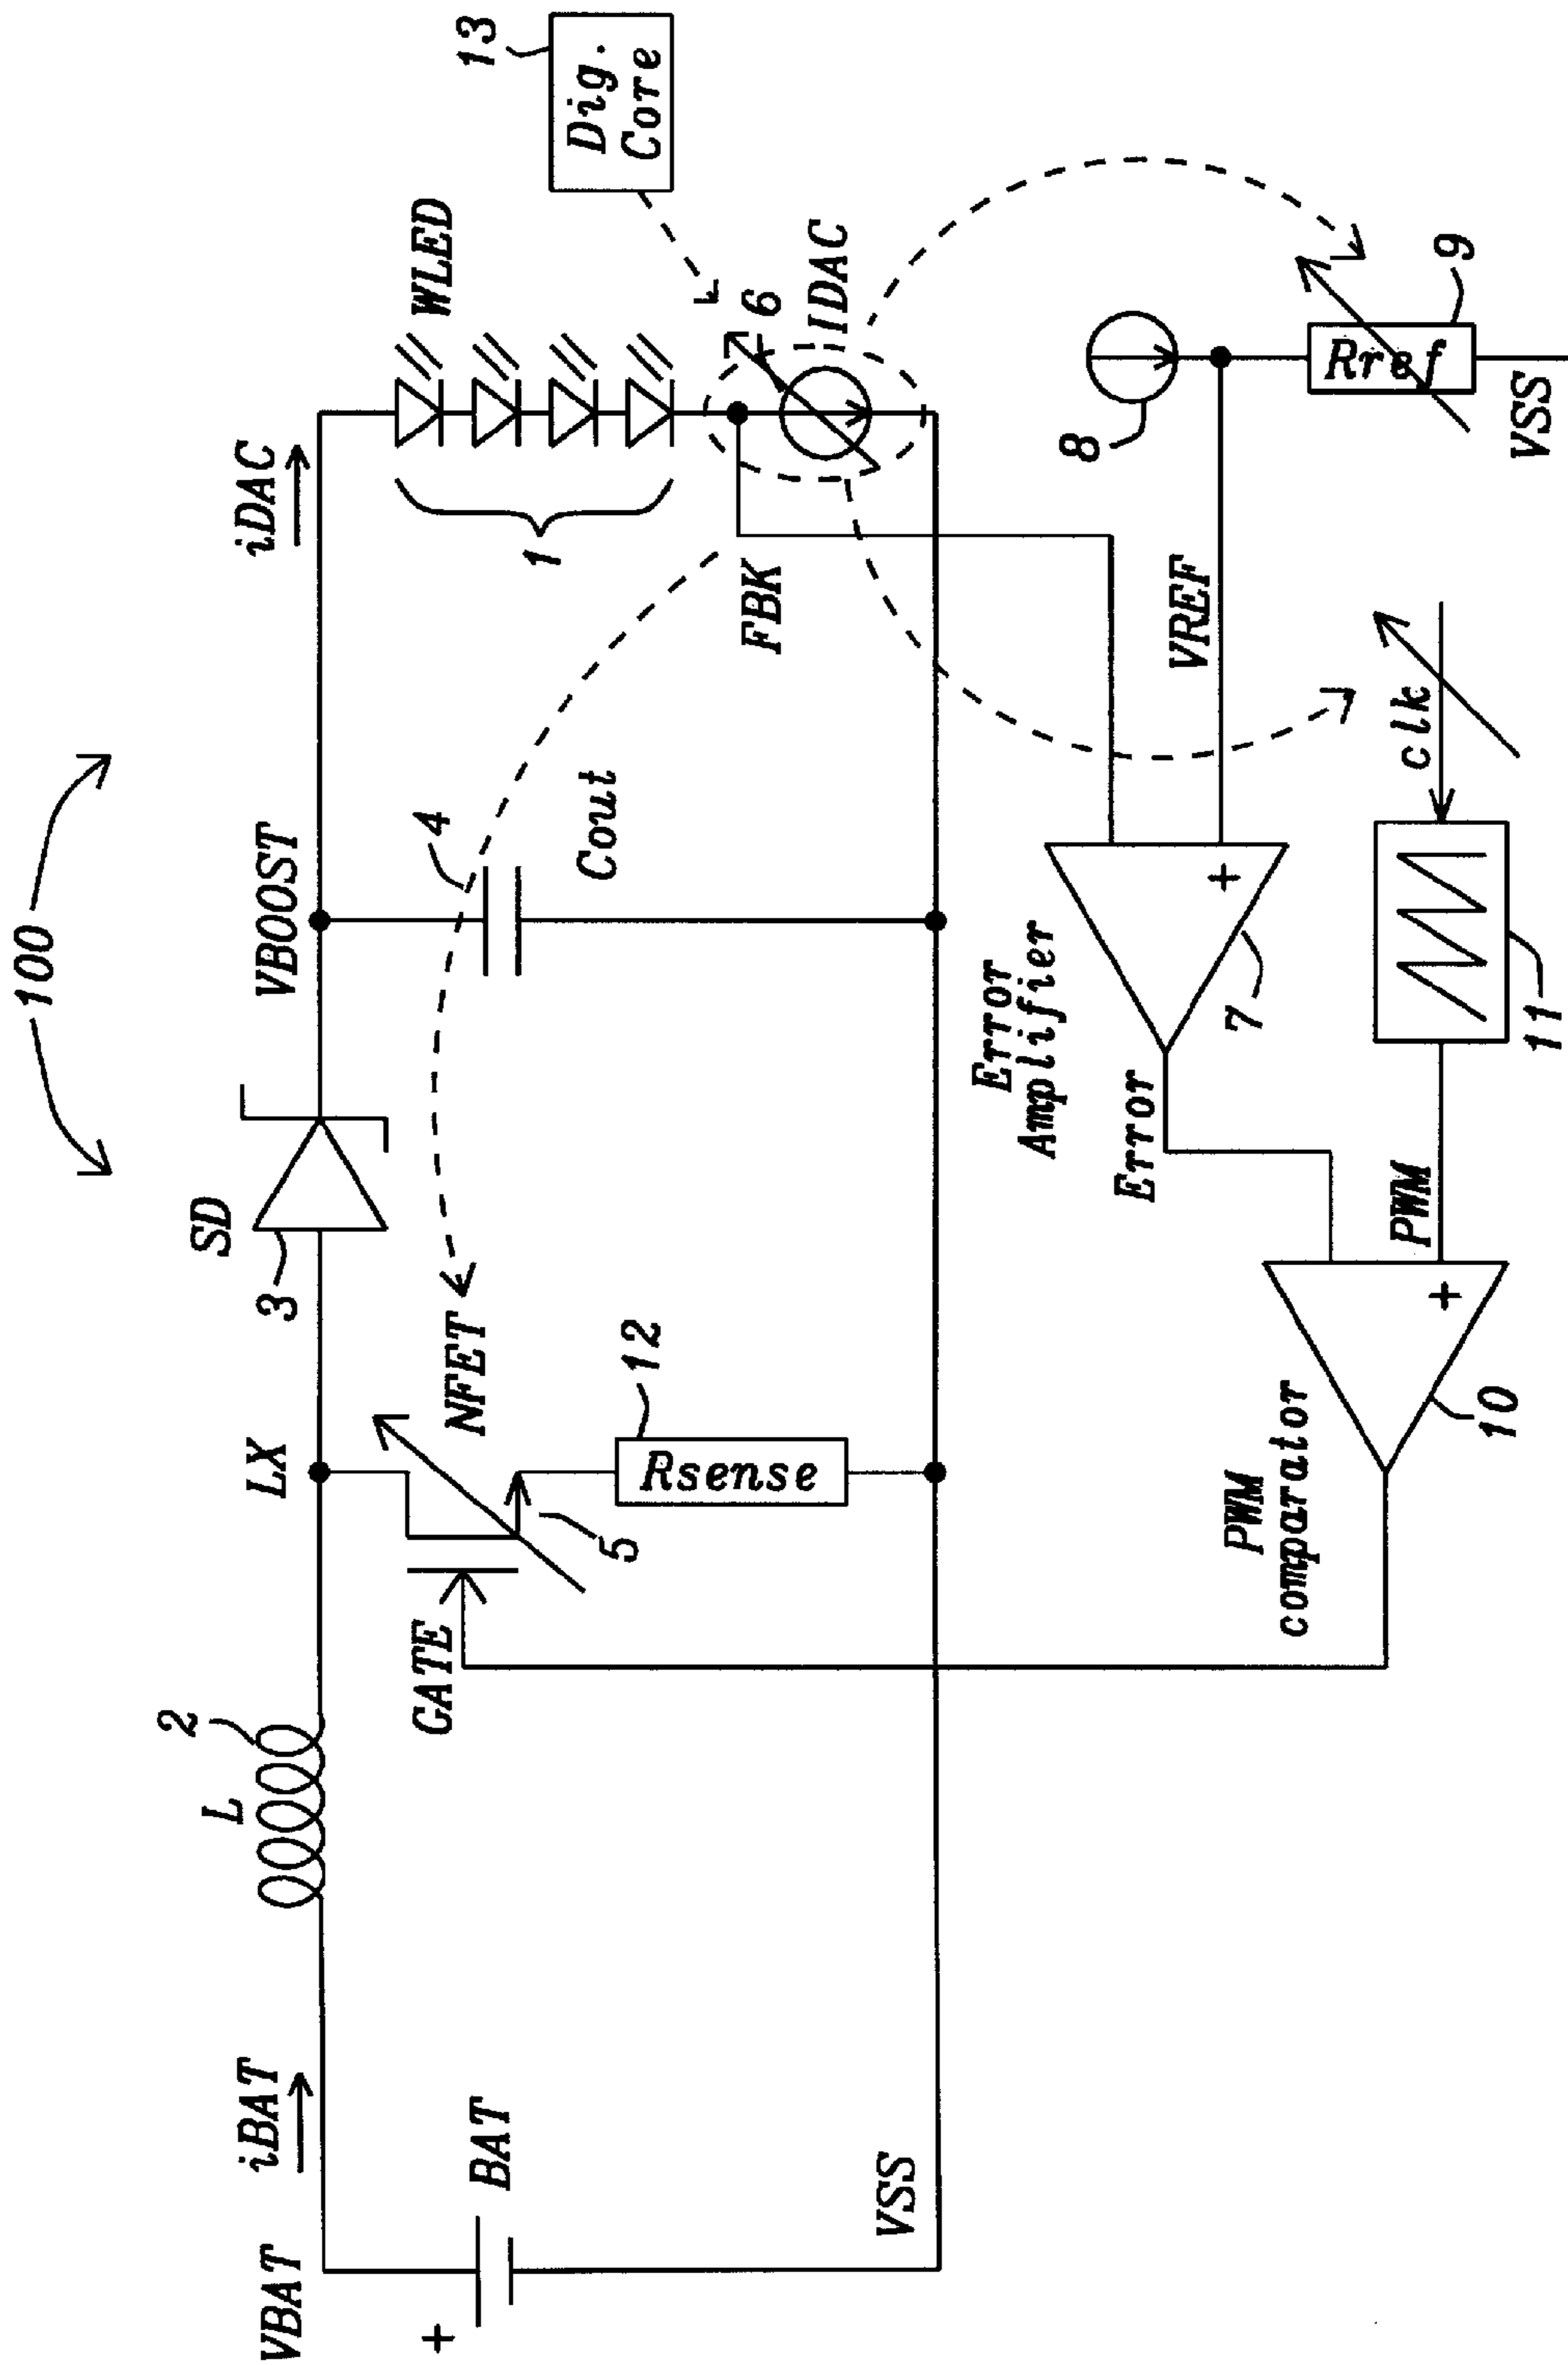 100
VBAT
iBAT
L
2
LX
SD
3
VBOOST
iDAC
+
BAT
GATE
NFET
5
12
Rsense
4
Cout
1
WLED
13
Dig.
Core
FBK
6
IDAC
VSS
PWM
comparator
10
+
Error
Error
Amplifier
7
+
VREF
8
PWM
11
clk
Rref
9
VSS